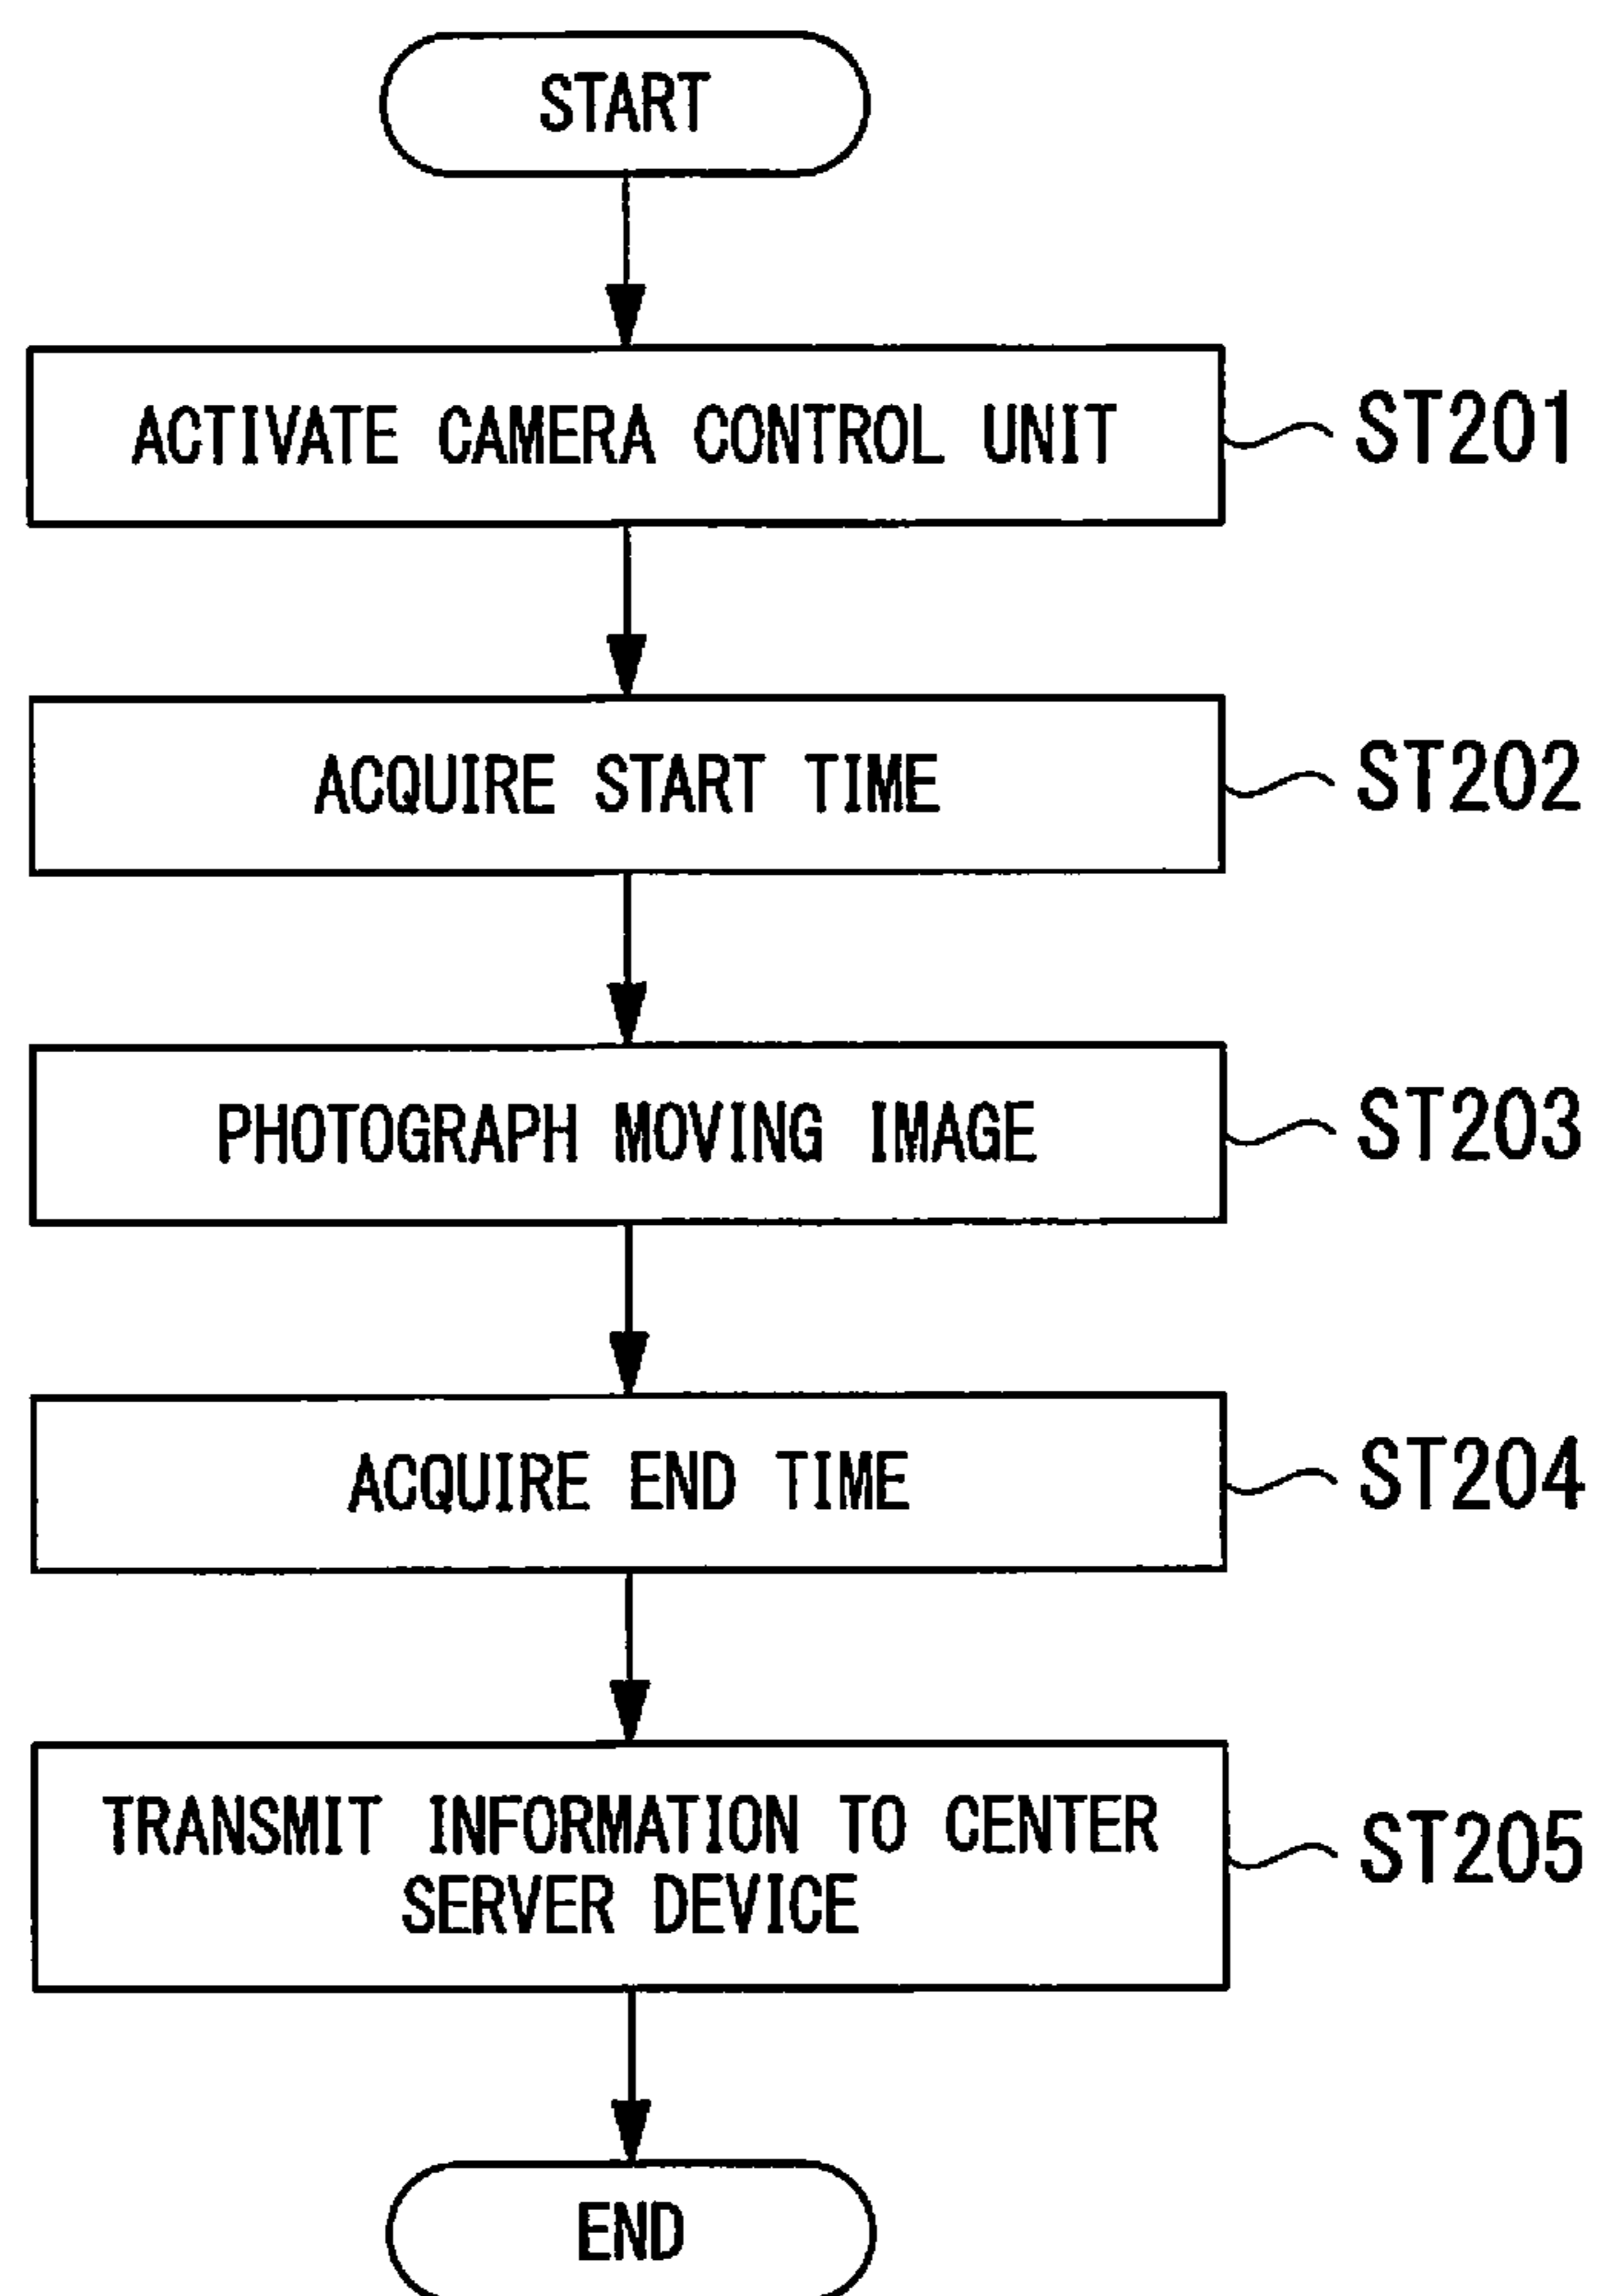 START
ACTIVATE CAMERA CONTROL UNIT
ST201
ACQUIRE START TIME
ST202
PHOTOGRAPH MOVING IMAGE
ST203
ACQUIRE END TIME
ST204
TRANSMIT INFORMATION TO CENTER
SERVER DEVICE
ST205
END